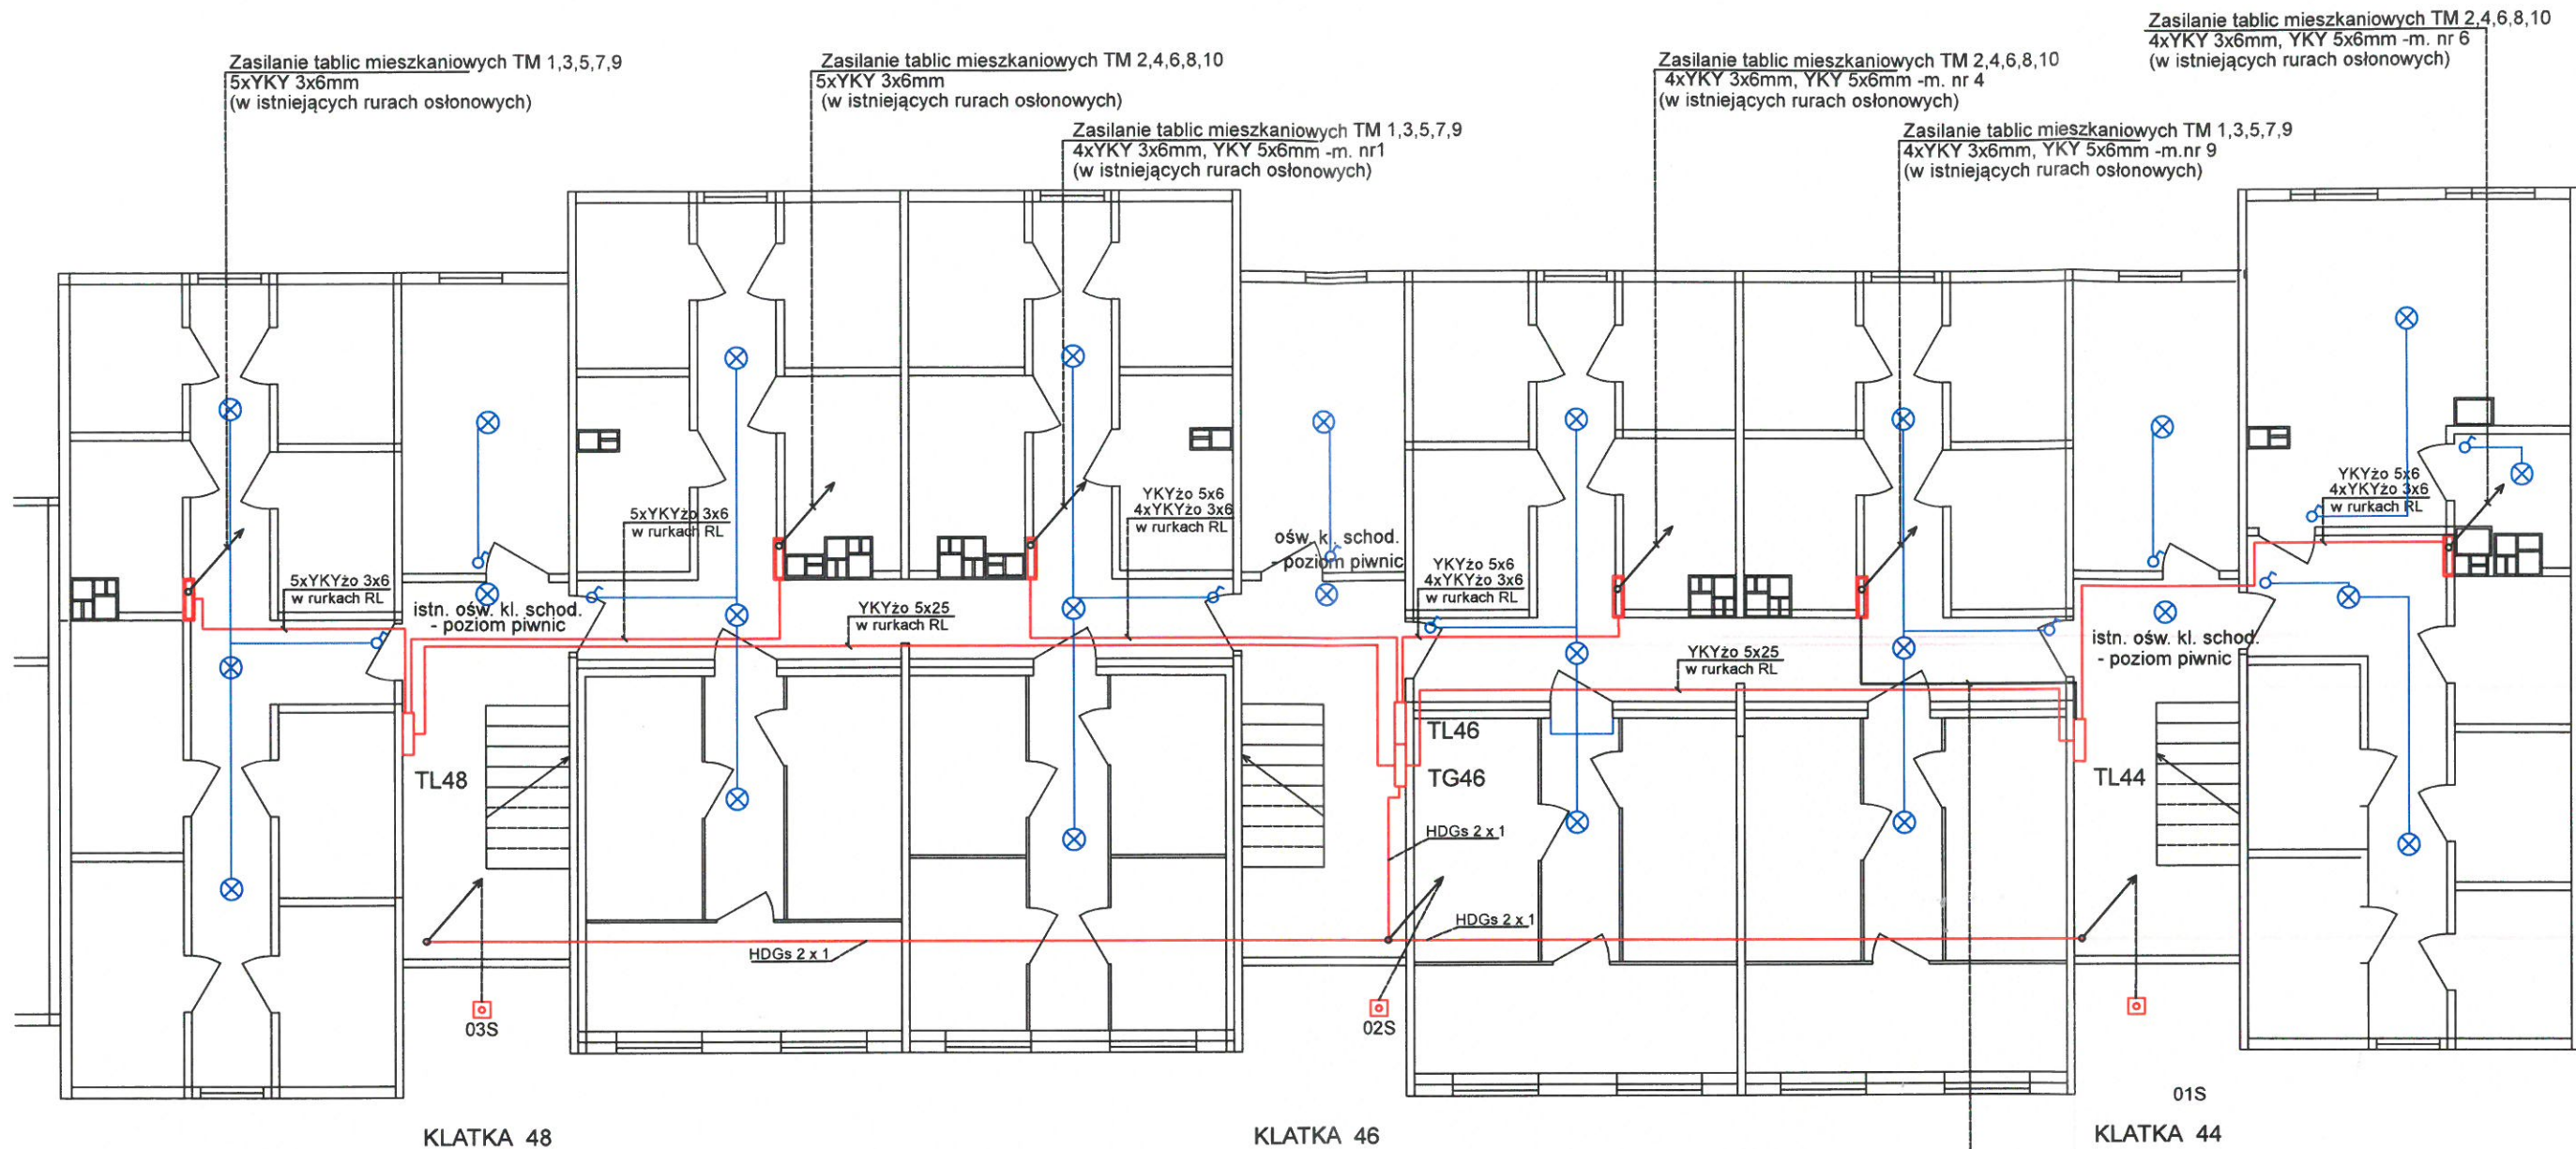 Zasilanie tablic mieszkaniowych TM 1,3,5,7,9
5xYKY 3x6mm
(w istniejących rurach osłonowych)
Zasilanie tablic mieszkaniowych TM 2,4,6,8,10
5xYKY 3x6mm
(w istniejących rurach osłonowych)
Zasilanie tablic mieszkaniowych TM 1,3,5,7,9
4xYKY 3x6mm, YKY 5x6mm -m. nr1
(w istniejących rurach osłonowych)
Zasilanie tablic mieszkaniowych TM 2,4,6,8,10
4xYKY 3x6mm, YKY 5x6mm -m. nr 4
(w istniejących rurach osłonowych)
Zasilanie tablic mieszkaniowych TM 1,3,5,7,9
4xYKY 3x6mm, YKY 5x6mm -m.nr 9
(w istniejących rurach osłonowych)
Zasilanie tablic mieszkaniowych TM 2,4,6,8,10
4xYKY 3x6mm, YKY 5x6mm -m. nr 6
(w istniejących rurach osłonowych)
5xYKYżo 3x6
w rurkach RL
istn. ośw. kl. schod.
- poziom piwnic
5xYKYżo 3x6
w rurkach RL
YKYżo 5x25
w rurkach RL
YKYżo 5x6
4xYKYżo 3x6
w rurkach RL
ośw. kl. schod.
- poziom piwnic
YKYżo 5x6
4xYKYżo 3x6
w rurkach RL
YKYżo 5x25
w rurkach RL
YKYżo 5x6
4xYKYżo 3x6
w rurkach RL
istn. ośw. kl. schod.
- poziom piwnic
TL48
TL46
TG46
TL44
HDGs 2 x 1
HDGs 2 x 1
HDGs 2 x 1
03S
02S
01S
KLATKA 48
KLATKA 46
KLATKA 44